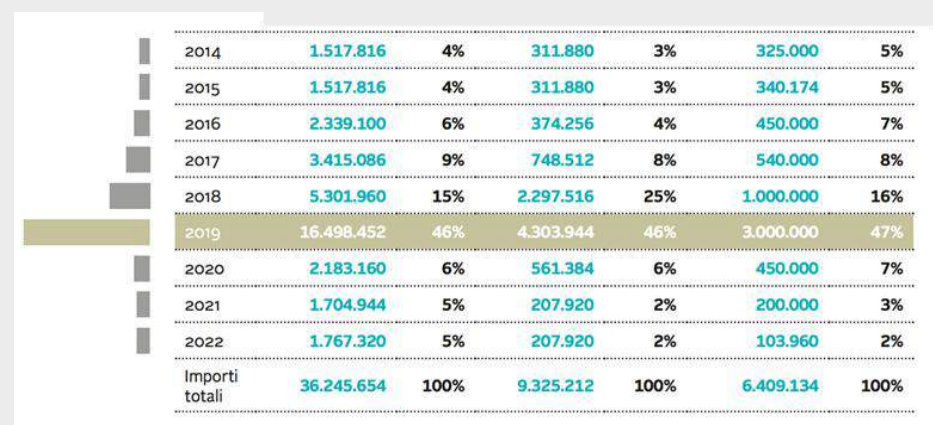 2014 1.517.816 4% 311.880 3% 325.000 5%
2015 1.517.816 4% 311.880 3% 340.174 5%
2016 2.339.100 6% 374.256 4% 450.000 7%
2017 3.415.086 9% 748.512 8% 540.000 8%
2018 5.301.960 15% 2.297.516 25% 1.000.000 16%
2019 16.498.452 46% 4.303.944 46% 3.000.000 47%
2020 2.183.160 6% 561.384 6% 450.000 7%
2021 1.704.944 5% 207.920 2% 200.000 3%
2022 1.767.320 5% 207.920 2% 103.960 2%
Importi
totali 36.245.654 100% 9.325.212 100% 6.409.134 100%